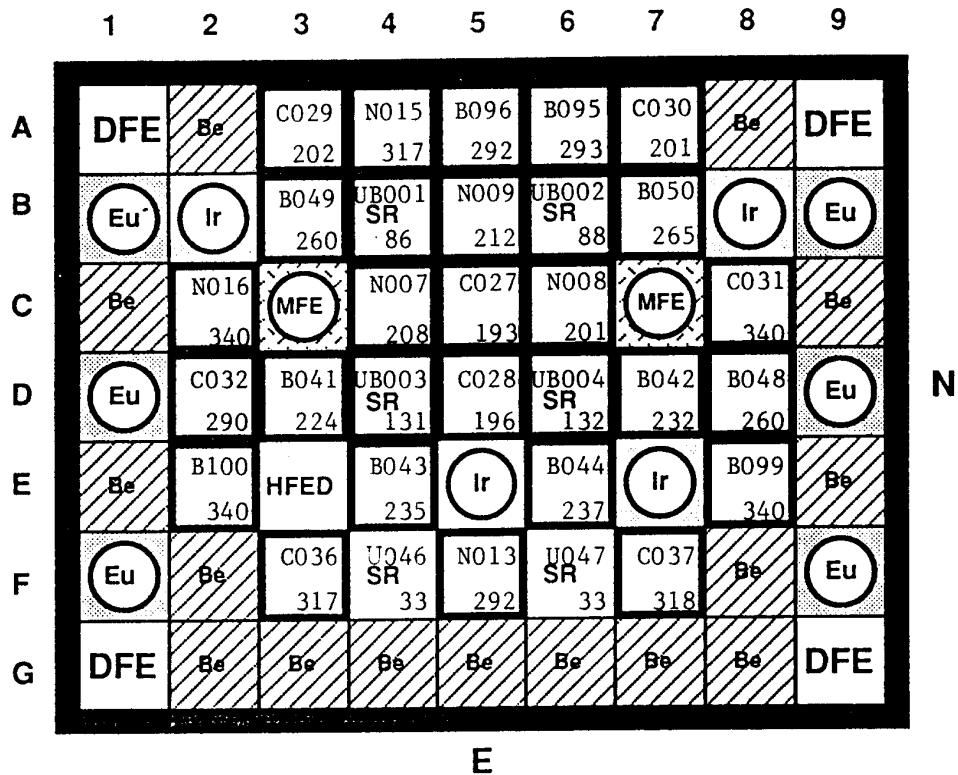 1 2 3 4 5 6 7 8 9
A DFE Be C029 N015 B096 B095 C030 Be DFE
202 317 292 293 201
B Eu Ir B049 UB001 N009 UB002 B050 Ir Eu
SR SR
260 86 212 88 265
C Be N016 MFE N007 C027 N008 MFE C031 Be
340 208 193 201 340
D Eu C032 B041 UB003 C028 UB004 B042 B048 Eu N
SR SR
290 224 131 196 132 232 260
E Be B100 HFED B043 Ir B044 Ir B099 Be
340 235 237 340
F Eu Be C036 U046 N013 U047 C037 Be Eu
SR SR
317 33 292 33 318
G DFE Be Be Be Be Be Be Be DFE
E